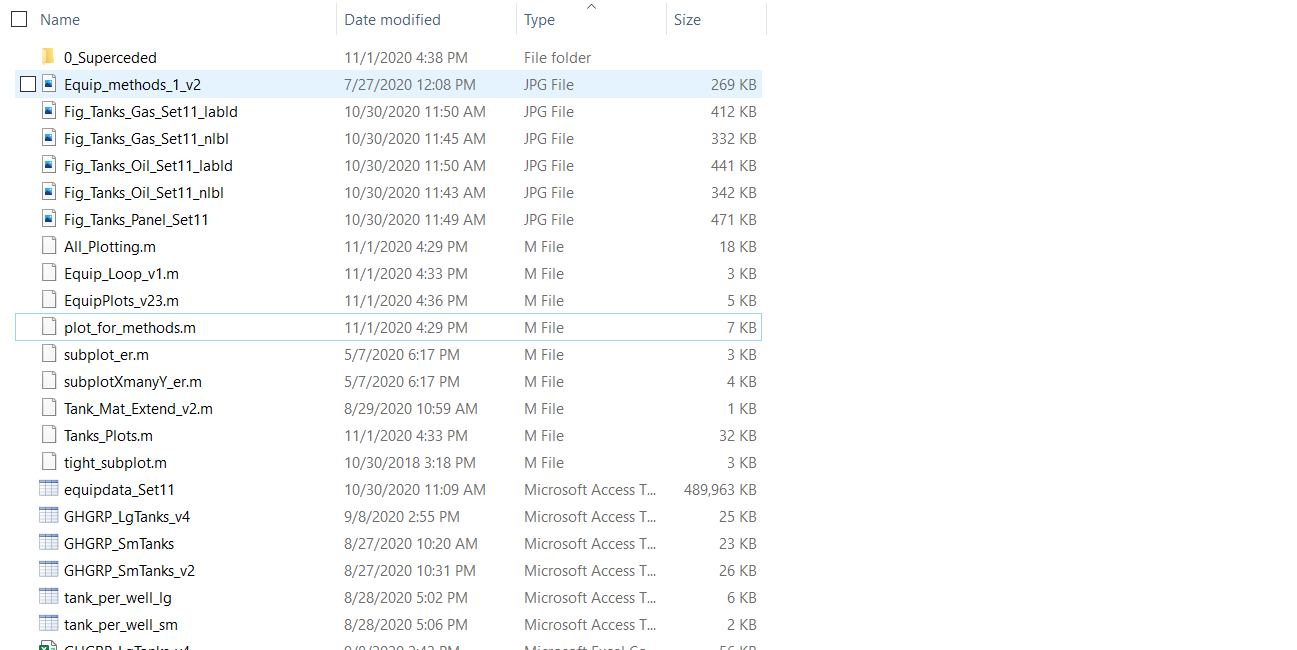 Name Date modified Type Size
0_Superceded 11/1/2020 4:38 PM File folder
Equip_methods_1_v2 7/27/2020 12:08 PM JPG File 269 KB
Fig_Tanks_Gas_Set11_labld 10/30/2020 11:50 AM JPG File 412 KB
Fig_Tanks_Gas_Set11_nlbl 10/30/2020 11:45 AM JPG File 332 KB
Fig_Tanks_Oil_Set11_labld 10/30/2020 11:50 AM JPG File 441 KB
Fig_Tanks_Oil_Set11_nlbl 10/30/2020 11:43 AM JPG File 342 KB
Fig_Tanks_Panel_Set11 10/30/2020 11:49 AM JPG File 471 KB
All_Plotting.m 11/1/2020 4:29 PM M File 18 KB
Equip_Loop_v1.m 11/1/2020 4:33 PM M File 3 KB
EquipPlots_v23.m 11/1/2020 4:36 PM M File 5 KB
plot_for_methods.m 11/1/2020 4:29 PM M File 7 KB
subplot_er.m 5/7/2020 6:17 PM M File 3 KB
subplotXmanyY_er.m 5/7/2020 6:17 PM M File 4 KB
Tank_Mat_Extend_v2.m 8/29/2020 10:59 AM M File 1 KB
Tanks_Plots.m 11/1/2020 4:33 PM M File 32 KB
tight_subplot.m 10/30/2018 3:18 PM M File 3 KB
equipdata_Set11 10/30/2020 11:09 AM Microsoft Access T... 489,963 KB
GHGRP_LgTanks_v4 9/8/2020 2:55 PM Microsoft Access T... 25 KB
GHGRP_SmTanks 8/27/2020 10:20 AM Microsoft Access T... 23 KB
GHGRP_SmTanks_v2 8/27/2020 10:31 PM Microsoft Access T... 26 KB
tank_per_well_lg 8/28/2020 5:02 PM Microsoft Access T... 6 KB
tank_per_well_sm 8/28/2020 5:06 PM Microsoft Access T... 2 KB